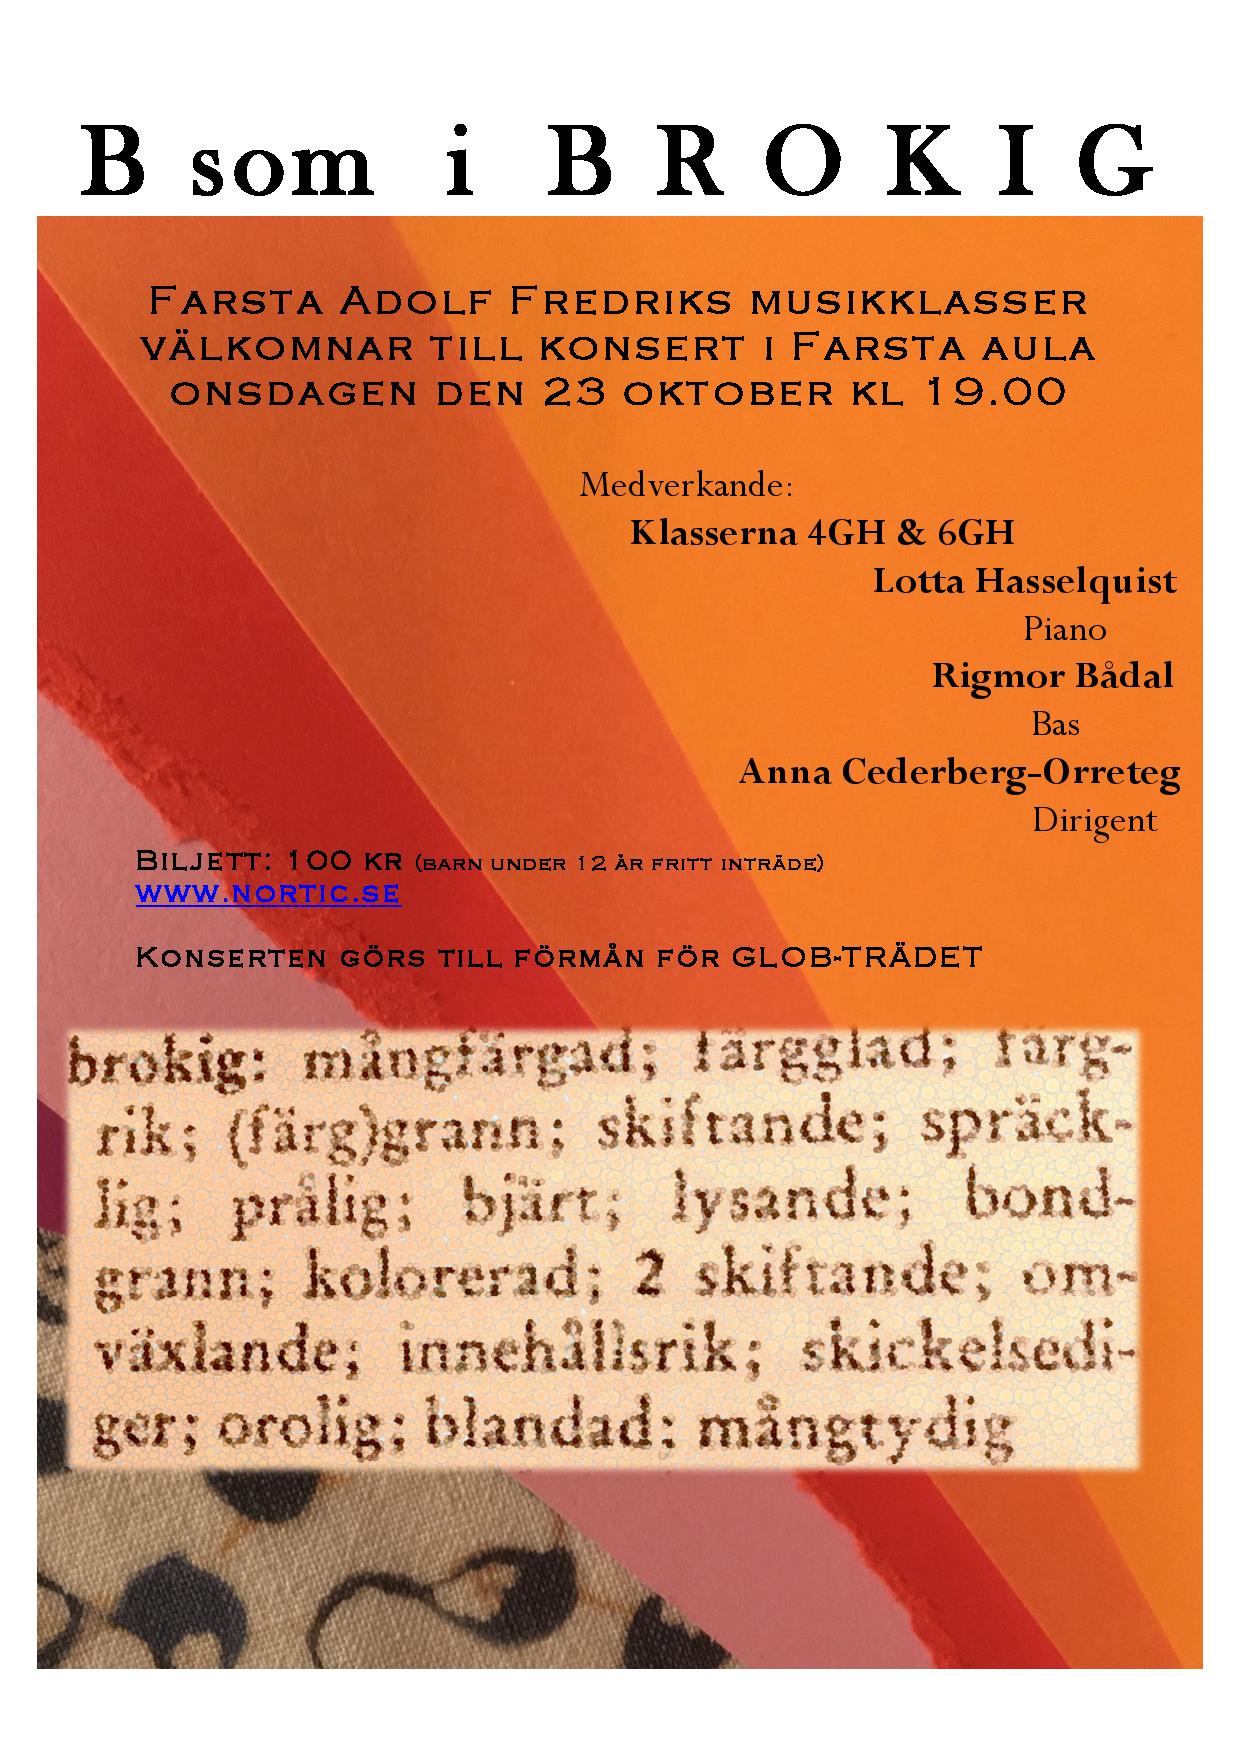 B som i BROKIG
Farsta Adolf Fredriks musikklasser
välkomnar till konsert i Farsta aula
onsdagen den 23 oktober kl 19.00
Medverkande:
Klasserna 4GH & 6GH
Lotta Hasselquist
Piano
Rigmor Bådal
Bas
Anna Cederberg-Orreteg
Dirigent
Biljett: 100 kr (barn under 12 år fritt inträde)
www.nortic.se
Konserten görs till förmån för GLOB-TRÄDET
brokig: mångfärgad; färgglad; färg-
rik; (färg)grann; skiftande; spräck-
lig; prålig; bjärt; lysande; bond-
grann; kolorerad; 2 skiftande; om-
växlande; innehållsrik; skickelsedi-
ger; orolig; blandad; mångtydig